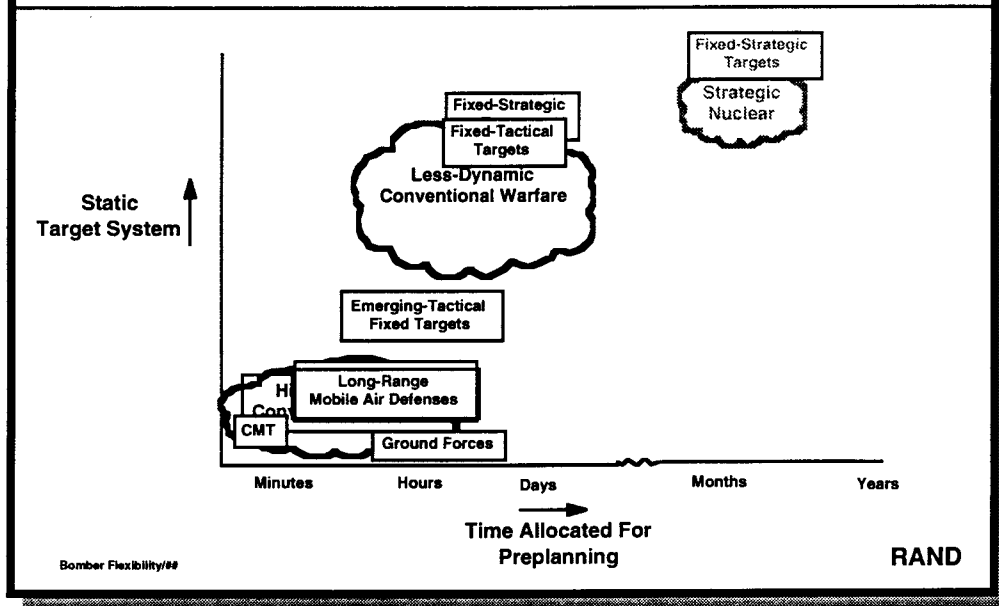 Fixed-Strategic
Targets
Strategic
Nuclear
Fixed-Strategic
Fixed-Tactical
Targets
Less-Dynamic
Conventional Warfare
Static
Target System
Emerging-Tactical
Fixed Targets
Long-Range
Mobile Air Defenses
CMT
Ground Forces
Minutes
Hours
Days
Months
Years
Time Allocated For
Preplanning
Bomber Flexibility/##
RAND